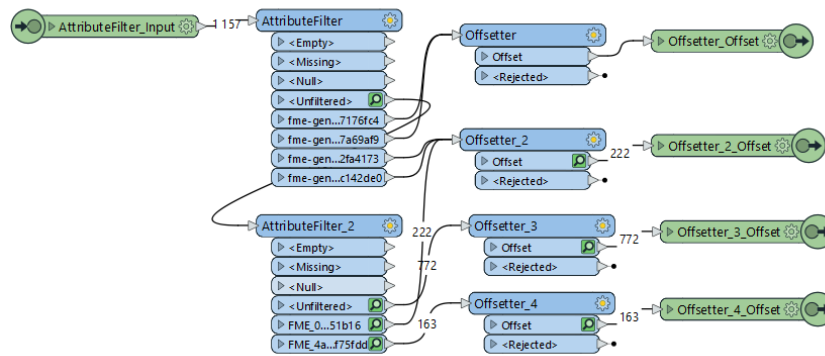 AttributeFilter_Input
1 157
AttributeFilter
<Empty>
<Missing>
<Null>
<Unfiltered>
fme-gen...7176fc4
fme-gen...7a69af9
fme-gen...2fa4173
fme-gen...c142de0
Offsetter
Offset
<Rejected>
Offsetter_Offset
Offsetter_2
Offset
<Rejected>
222
Offsetter_2_Offset
AttributeFilter_2
<Empty>
<Missing>
<Null>
<Unfiltered>
FME_0...51b16
FME_4a...f75fdd
222
772
163
Offsetter_3
Offset
<Rejected>
772
Offsetter_3_Offset
Offsetter_4
Offset
<Rejected>
163
Offsetter_4_Offset